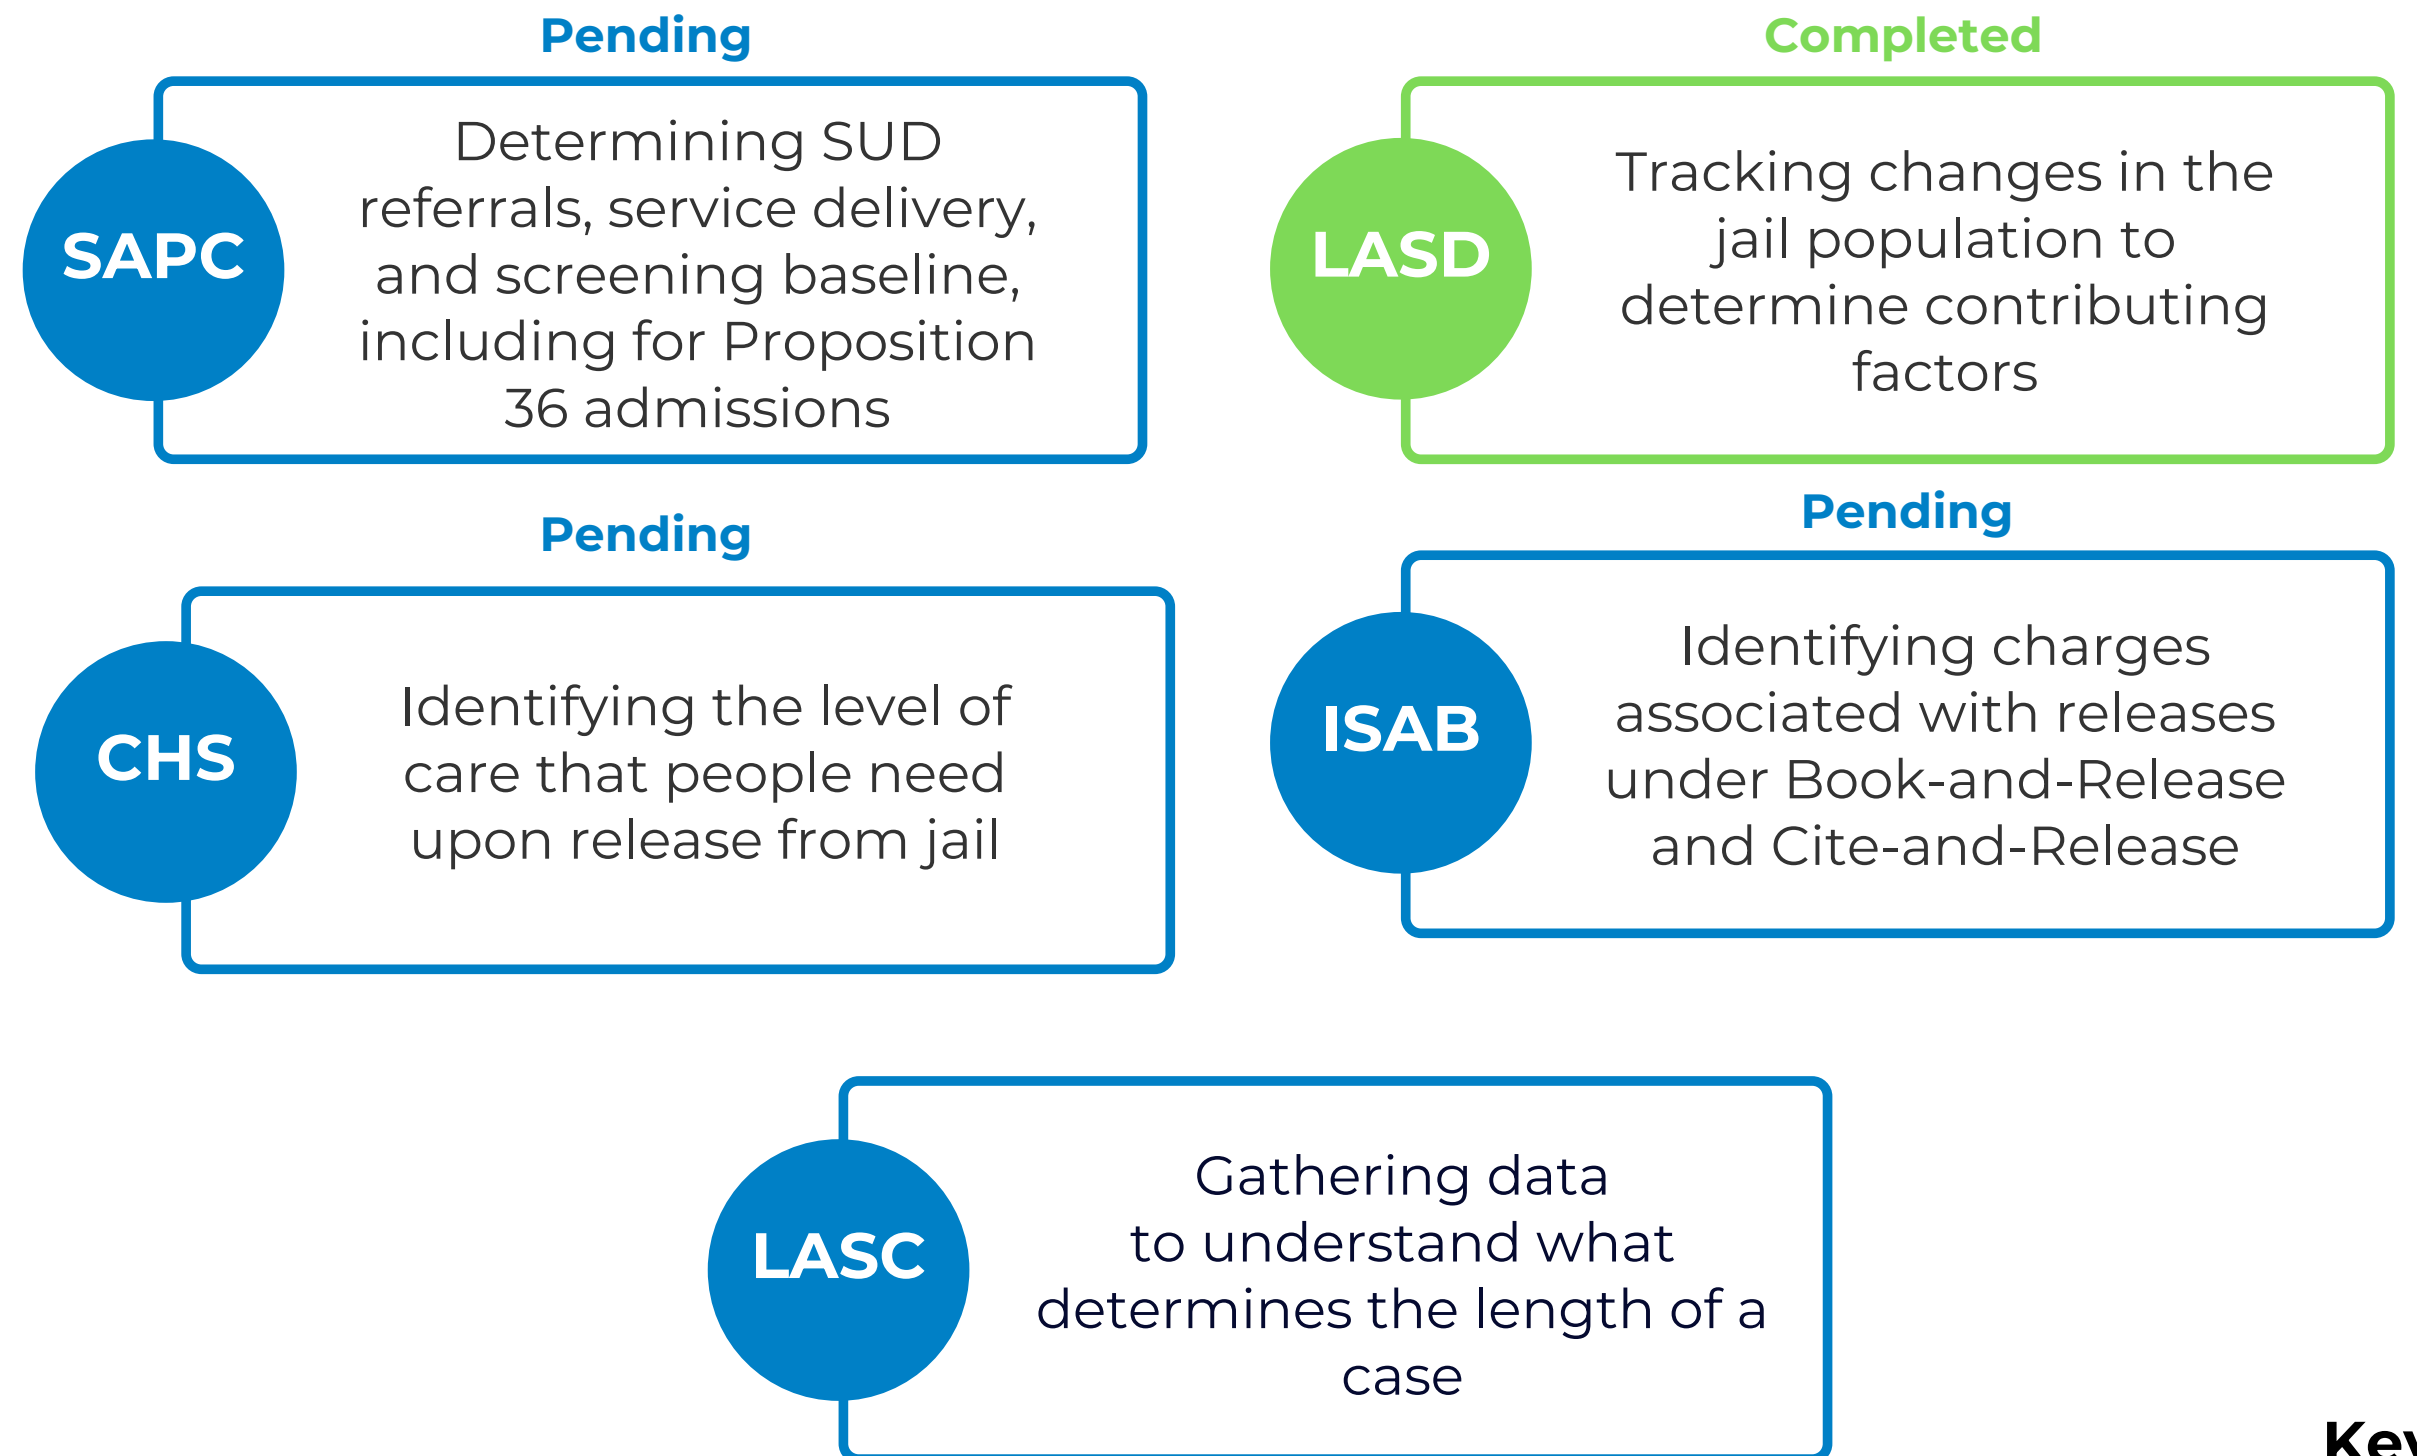 Pending
SAPC
Determining SUD
referrals, service delivery,
and screening baseline,
including for Proposition
36 admissions
Completed
LASD
Tracking changes in the
jail population to
determine contributing
factors
Pending
CHS
Identifying the level of
care that people need
upon release from jail
Pending
ISAB
Identifying charges
associated with releases
under Book-and-Release
and Cite-and-Release
LASC
Gathering data
to understand what
determines the length of a
case